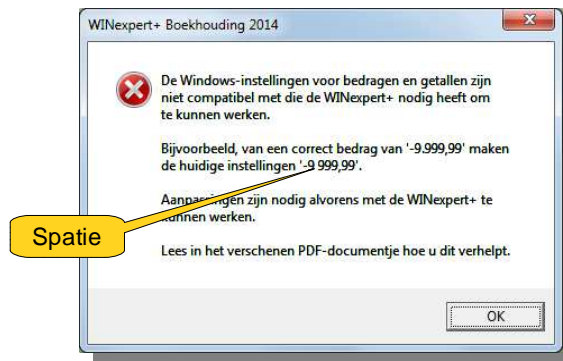 WINexpert+ Boekhouding 2014
De Windows-instellingen voor bedragen en getallen zijn
niet compatibel met die de WINexpert+ nodig heeft om
te kunnen werken.
Bijvoorbeeld, van een correct bedrag van '-9.999,99' maken
de huidige instellingen '-9 999,99'.
Aanpassingen zijn nodig alvorens met de WINexpert+ te
kunnen werken.
Spatie
Lees in het verschenen PDF-documentje hoe u dit verhelpt.
OK